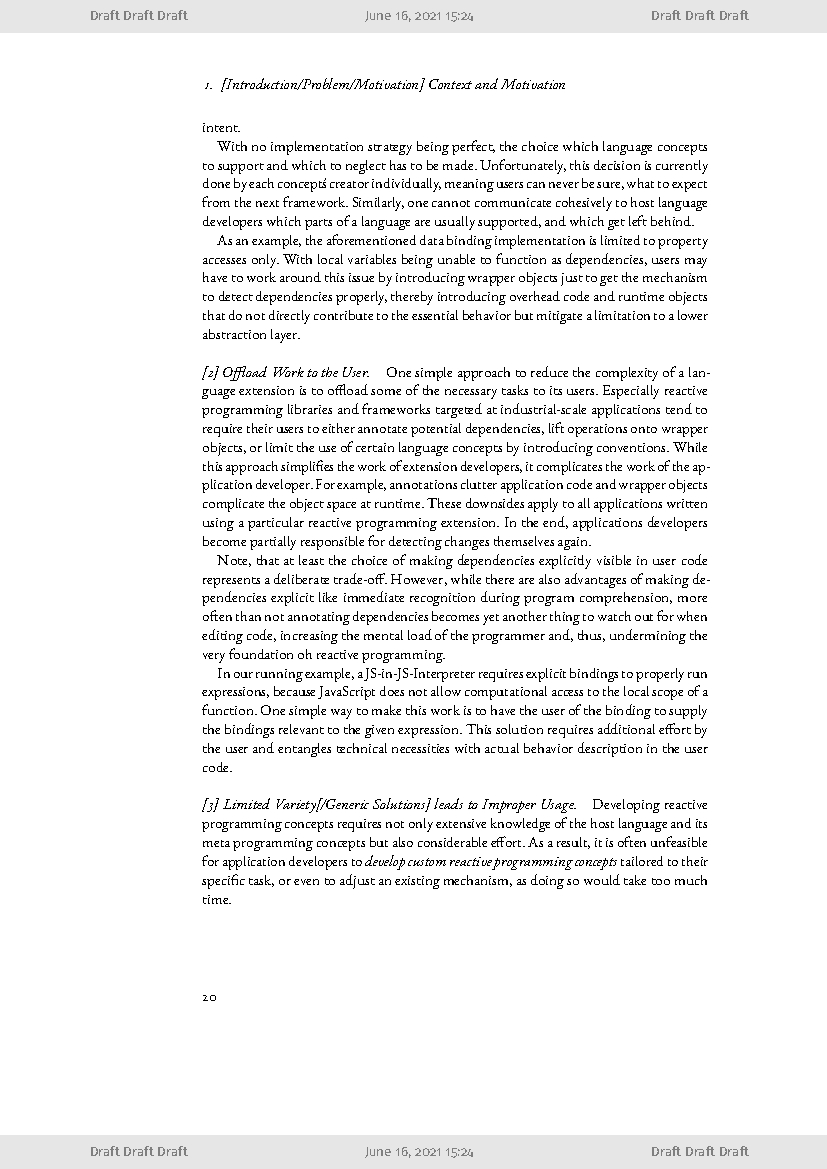 Draft Draft Draft June 16, 2021 15:24 Draft Draft Draft
1. [Introduction/Problem/Motivation] Context and Motivation
intent.
With no implementation strategy being perfect, the choice which language concepts
to support and which to neglect has to be made. Unfortunately, this decision is currently
done by each concept's creator individually, meaning users can never be sure, what to expect
from the next framework. Similarly, one cannot communicate cohesively to host language
developers which parts of a language are usually supported, and which get left behind.
As an example, the aforementioned data binding implementation is limited to property
accesses only. With local variables being unable to function as dependencies, users may
have to work around this issue by introducing wrapper objects just to get the mechanism
to detect dependencies properly, thereby introducing overhead code and runtime objects
that do not directly contribute to the essential behavior but mitigate a limitation to a lower
abstraction layer.
[2] Offload Work to the User. One simple approach to reduce the complexity of a lan-
guage extension is to offload some of the necessary tasks to its users. Especially reactive
programming libraries and frameworks targeted at industrial-scale applications tend to
require their users to either annotate potential dependencies, lift operations onto wrapper
objects, or limit the use of certain language concepts by introducing conventions. While
this approach simplifies the work of extension developers, it complicates the work of the ap-
plication developer. For example, annotations clutter application code and wrapper objects
complicate the object space at runtime. These downsides apply to all applications written
using a particular reactive programming extension. In the end, applications developers
become partially responsible for detecting changes themselves again.
Note, that at least the choice of making dependencies explicitly visible in user code
represents a deliberate trade-off. However, while there are also advantages of making de-
pendencies explicit like immediate recognition during program comprehension, more
often than not annotating dependencies becomes yet another thing to watch out for when
editing code, increasing the mental load of the programmer and, thus, undermining the
very foundation oh reactive programming.
In our running example, a JS-in-JS-Interpreter requires explicit bindings to properly run
expressions, because JavaScript does not allow computational access to the local scope of a
function. One simple way to make this work is to have the user of the binding to supply
the bindings relevant to the given expression. This solution requires additional effort by
the user and entangles technical necessities with actual behavior description in the user
code.
[3] Limited Variety[/Generic Solutions] leads to Improper Usage. Developing reactive
programming concepts requires not only extensive knowledge of the host language and its
meta programming concepts but also considerable effort. As a result, it is often unfeasible
for application developers to develop custom reactive programming concepts tailored to their
specific task, or even to adjust an existing mechanism, as doing so would take too much
time.
20
Draft Draft Draft June 16, 2021 15:24 Draft Draft Draft